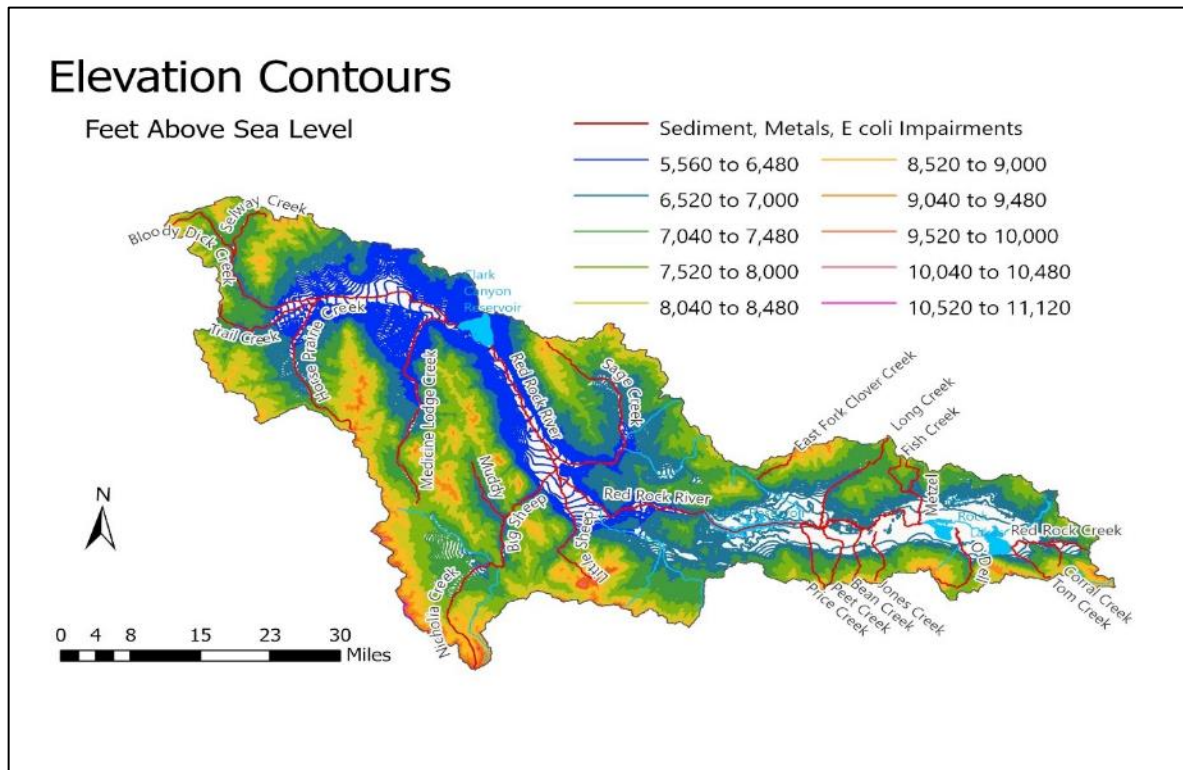 Elevation Contours
Feet Above Sea Level
Sediment, Metals, E coli Impairments
5,560 to 6,480
6,520 to 7,000
7,040 to 7,480
7,520 to 8,000
8,040 to 8,480
8,520 to 9,000
9,040 to 9,480
9,520 to 10,000
10,040 to 10,480
10,520 to 11,120
Selway Creek
Bloody Dick Creek
Trail Creek
Horse Prairie Creek
Medicine Lodge Creek
Clark
Canyon
Reservoir
Red Rock River
Sage Creek
Muddy
Big Sheep
Little Sheep
Nicholia Creek
Red Rock River
East Fork Clover Creek
Long Creek
Fish Creek
Metzel
Red Rock Creek
O'Dell
Corral Creek
Tom Creek
Jones Creek
Bean Creek
Peet Creek
Price Creek
N
0 4 8 15 23 30
Miles